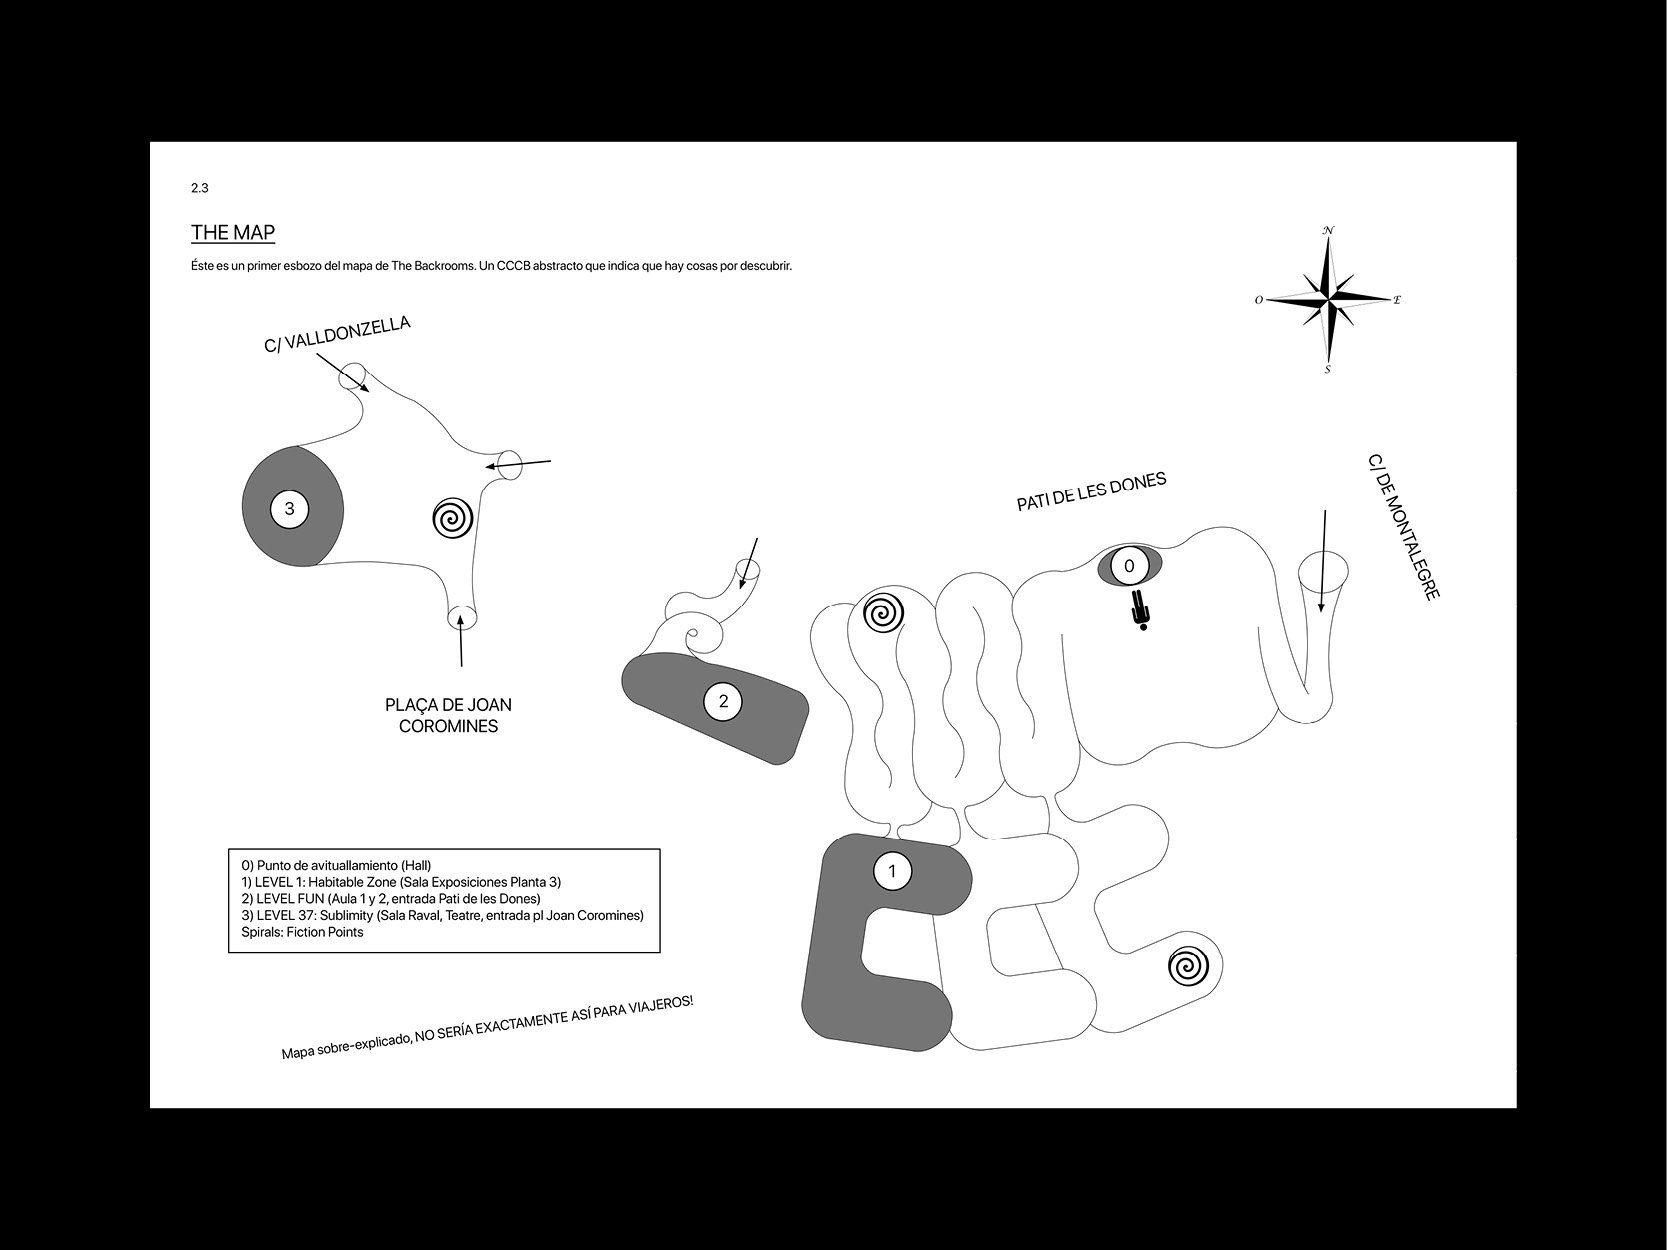 2.3
THE MAP
Éste es un primer esbozo del mapa de The Backrooms. Un CCCB abstracto que indica que hay cosas por descubrir.
N
O
E
S
C/ VALLDONZELLA
3
PLAÇA DE JOAN
COROMINES
2
PATI DE LES DONES
0
C/ DE MONTALEGRE
1
0) Punto de avituallamiento (Hall)
1) LEVEL 1: Habitable Zone (Sala Exposiciones Planta 3)
2) LEVEL FUN (Aula 1 y 2, entrada Pati de les Dones)
3) LEVEL 37: Sublimity (Sala Raval, Teatre, entrada pl Joan Coromines)
Spirals: Fiction Points
Mapa sobre-explicado, NO SERÍA EXACTAMENTE ASÍ PARA VIAJEROS!